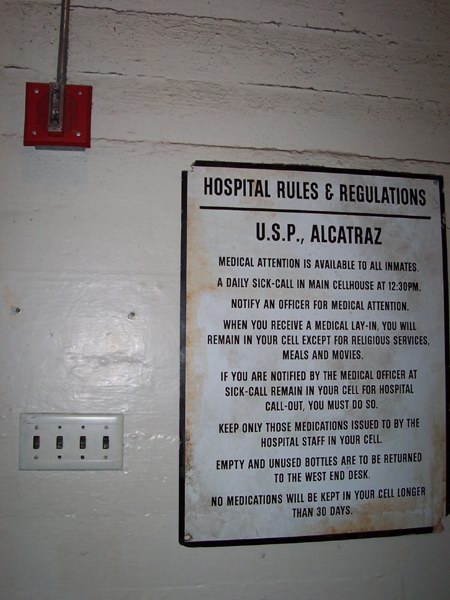 HOSPITAL RULES & REGULATIONS
U.S.P., ALCATRAZ
MEDICAL ATTENTION IS AVAILABLE TO ALL INMATES.
A DAILY SICK-CALL IN MAIN CELLHOUSE AT 12:30PM.
NOTIFY AN OFFICER FOR MEDICAL ATTENTION.
WHEN YOU RECEIVE A MEDICAL LAY-IN, YOU WILL
REMAIN IN YOUR CELL EXCEPT FOR RELIGIOUS SERVICES,
MEALS AND MOVIES.
IF YOU ARE NOTIFIED BY THE MEDICAL OFFICER AT
SICK-CALL REMAIN IN YOUR CELL FOR HOSPITAL
CALL-OUT, YOU MUST DO SO.
KEEP ONLY THOSE MEDICATIONS ISSUED TO BY THE
HOSPITAL STAFF IN YOUR CELL.
EMPTY AND UNUSED BOTTLES ARE TO BE RETURNED
TO THE WEST END DESK.
NO MEDICATIONS WILL BE KEPT IN YOUR CELL LONGER
THAN 30 DAYS.